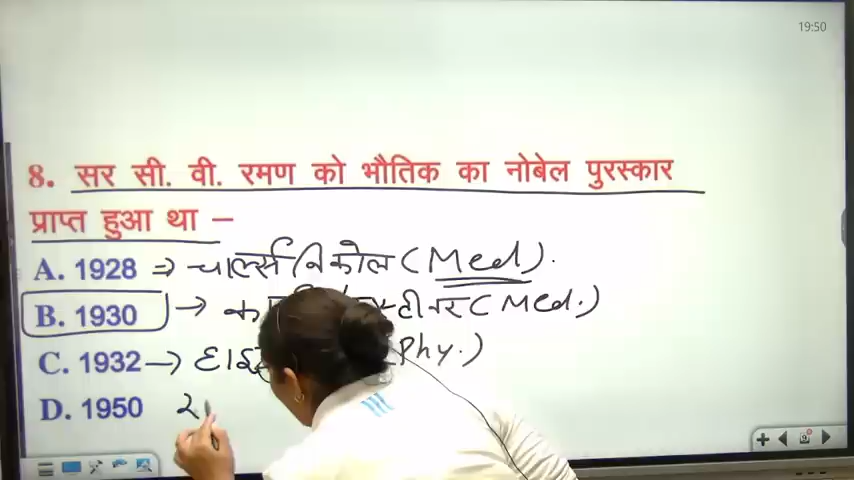 19:50
8. सर सी. वी. रमण को भौतिक का नोबेल पुरस्कार
प्राप्त हुआ था –
A. 1928 => चार्ल्स निकोल (Med).
B. 1930 → (Med.)
C. 1932 → Phy.)
D. 1950